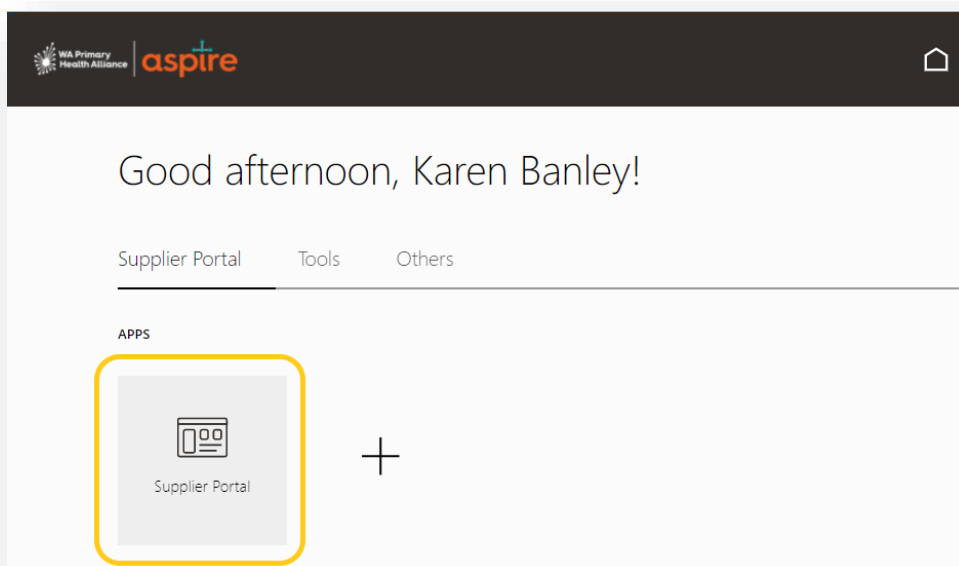 WA Primary
Health Alliance
aspire
Good afternoon, Karen Banley!
Supplier Portal Tools Others
APPS
Supplier Portal